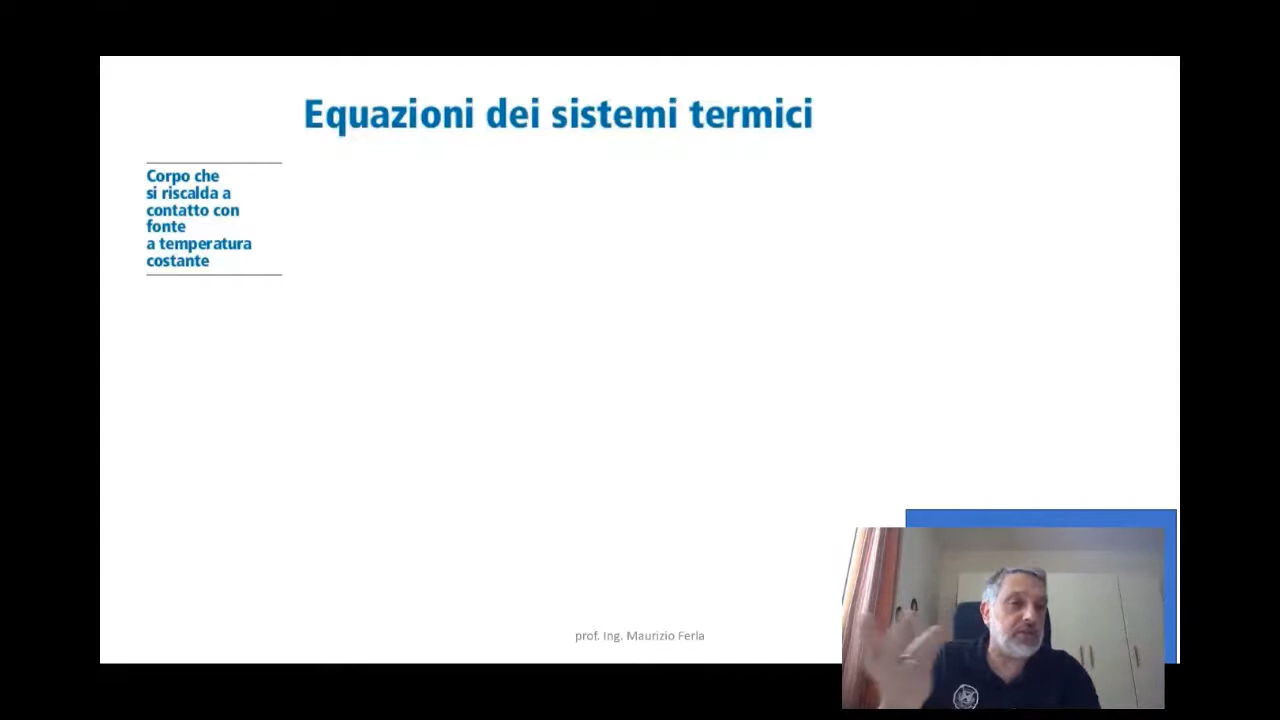 Equazioni dei sistemi termici
Corpo che
si riscalda a
contatto con
fonte
a temperatura
costante
prof. Ing. Maurizio Ferla